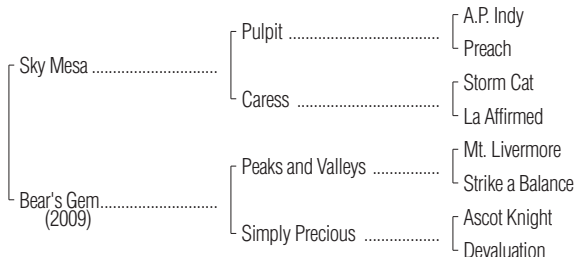 Sky Mesa
Pulpit
A.P. Indy
Preach
Caress
Storm Cat
La Affirmed
Bear's Gem
(2009)
Peaks and Valleys
Mt. Livermore
Strike a Balance
Simply Precious
Ascot Knight
Devaluation